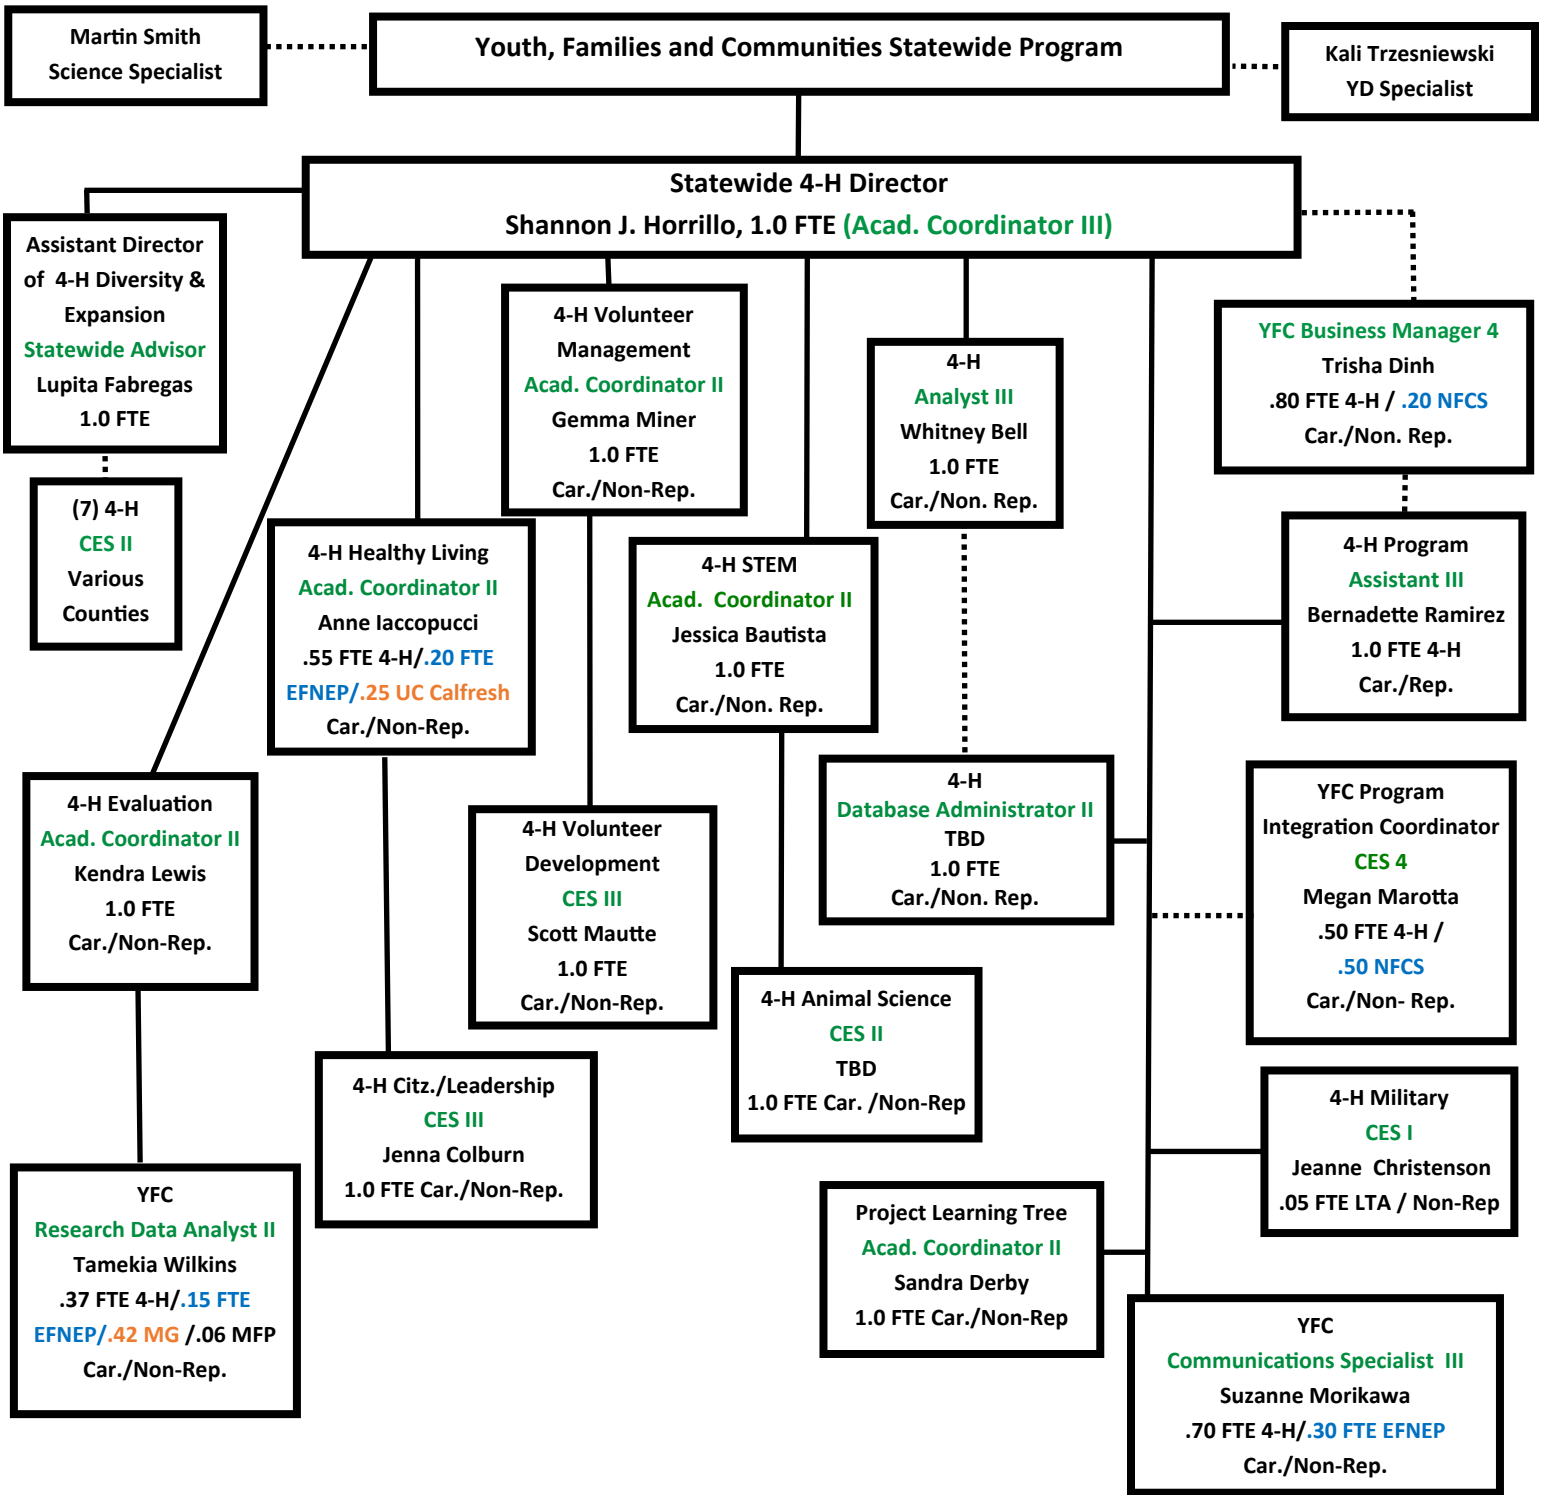 Martin Smith
Science Specialist
Youth, Families and Communities Statewide Program
Kali Trzesniewski
YD Specialist
Statewide 4-H Director
Shannon J. Horrillo, 1.0 FTE (Acad. Coordinator III)
Assistant Director
of 4-H Diversity &
Expansion
Statewide Advisor
Lupita Fabregas
1.0 FTE
(7) 4-H
CES II
Various
Counties
4-H Volunteer
Management
Acad. Coordinator II
Gemma Miner
1.0 FTE
Car./Non-Rep.
4-H
Analyst III
Whitney Bell
1.0 FTE
Car./Non. Rep.
YFC Business Manager 4
Trisha Dinh
.80 FTE 4-H / .20 NFCS
Car./Non. Rep.
4-H Healthy Living
Acad. Coordinator II
Anne Iaccopucci
.55 FTE 4-H/.20 FTE
EFNEP/.25 UC Calfresh
Car./Non-Rep.
4-H STEM
Acad. Coordinator II
Jessica Bautista
1.0 FTE
Car./Non. Rep.
4-H Program
Assistant III
Bernadette Ramirez
1.0 FTE 4-H
Car./Rep.
4-H Evaluation
Acad. Coordinator II
Kendra Lewis
1.0 FTE
Car./Non-Rep.
4-H Volunteer
Development
CES III
Scott Mautte
1.0 FTE
Car./Non-Rep.
4-H
Database Administrator II
TBD
1.0 FTE
Car./Non. Rep.
YFC Program
Integration Coordinator
CES 4
Megan Marotta
.50 FTE 4-H /
.50 NFCS
Car./Non- Rep.
4-H Animal Science
CES II
TBD
1.0 FTE Car. /Non-Rep
4-H Citz./Leadership
CES III
Jenna Colburn
1.0 FTE Car./Non-Rep.
4-H Military
CES I
Jeanne Christenson
.05 FTE LTA / Non-Rep
YFC
Research Data Analyst II
Tamekia Wilkins
.37 FTE 4-H/.15 FTE
EFNEP/.42 MG /.06 MFP
Car./Non-Rep.
Project Learning Tree
Acad. Coordinator II
Sandra Derby
1.0 FTE Car./Non-Rep
YFC
Communications Specialist III
Suzanne Morikawa
.70 FTE 4-H/.30 FTE EFNEP
Car./Non-Rep.